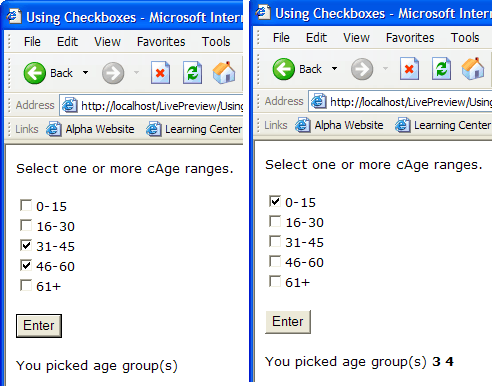 Using Checkboxes - Microsoft Inter
File Edit View Favorites Tools
Back
Address http://localhost/LivePreview/Using
Links Alpha Website Learning Center
Select one or more cAge ranges.
0-15
16-30
31-45
46-60
61+
Enter
You picked age group(s)
Using Checkboxes - Microsoft Intern
File Edit View Favorites Tools
Back
Address http://localhost/LivePreview/Using
Links Alpha Website Learning Center
Select one or more cAge ranges.
0-15
16-30
31-45
46-60
61+
Enter
You picked age group(s) 3 4